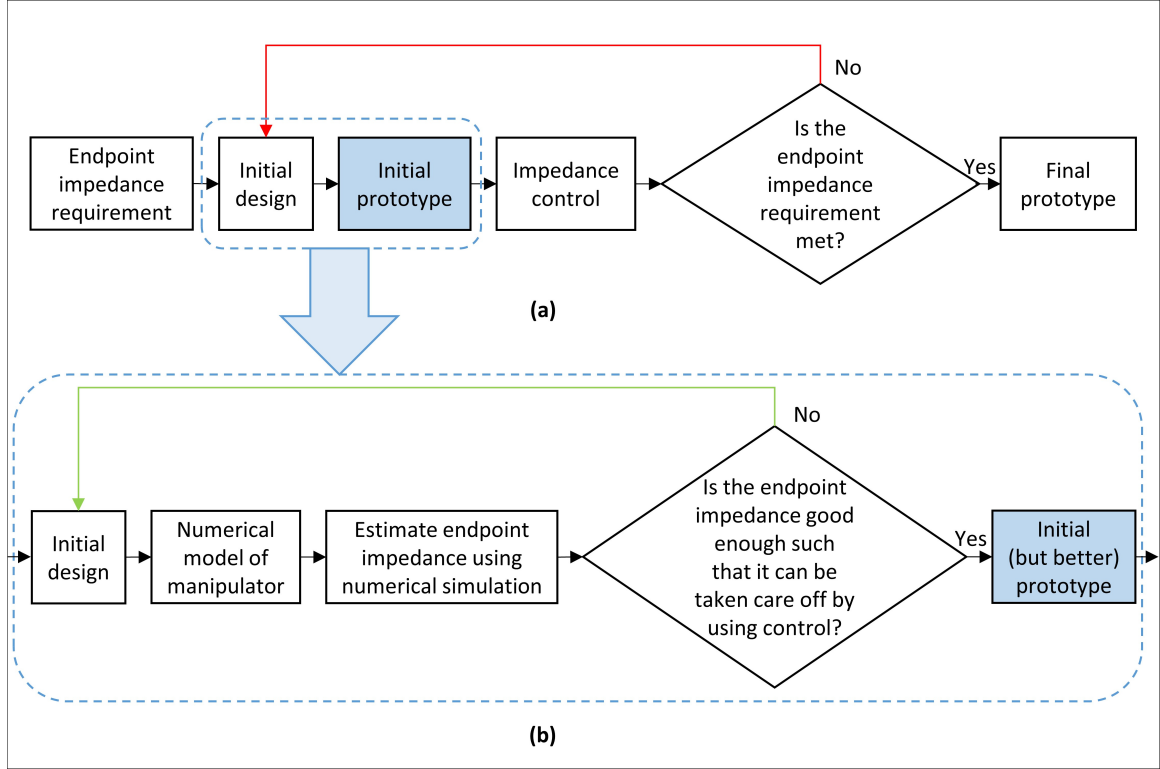 No
Endpoint
impedance
requirement
Initial
design
Initial
prototype
Impedance
control
Is the
endpoint
impedance
requirement
met?
Yes
Final
prototype
(a)
No
Initial
design
Numerical
model of
manipulator
Estimate endpoint
impedance using
numerical simulation
Is the endpoint
impedance good
enough such
that it can be
taken care off by
using control?
Yes
Initial
(but better)
prototype
(b)